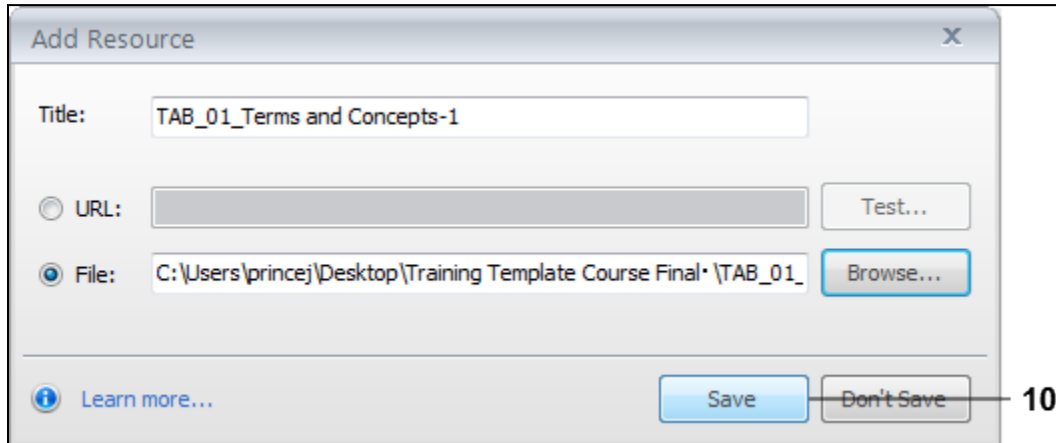 Add Resource X
Title: TAB_01_Terms and Concepts-1
URL: Test...
File: C:\Users\princej\Desktop\Training Template Course Final·\TAB_01_ Browse...
Learn more... Save Don't Save 10